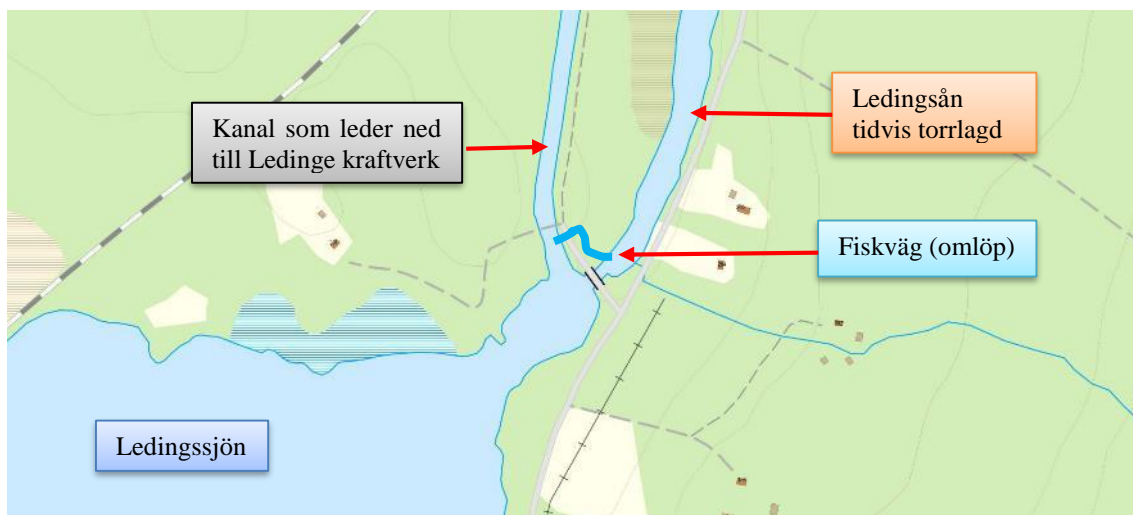 Kanal som leder ned
till Ledinge kraftverk
Ledingsån
tidvis torrlagd
Fiskväg (omlöp)
Ledingssjön